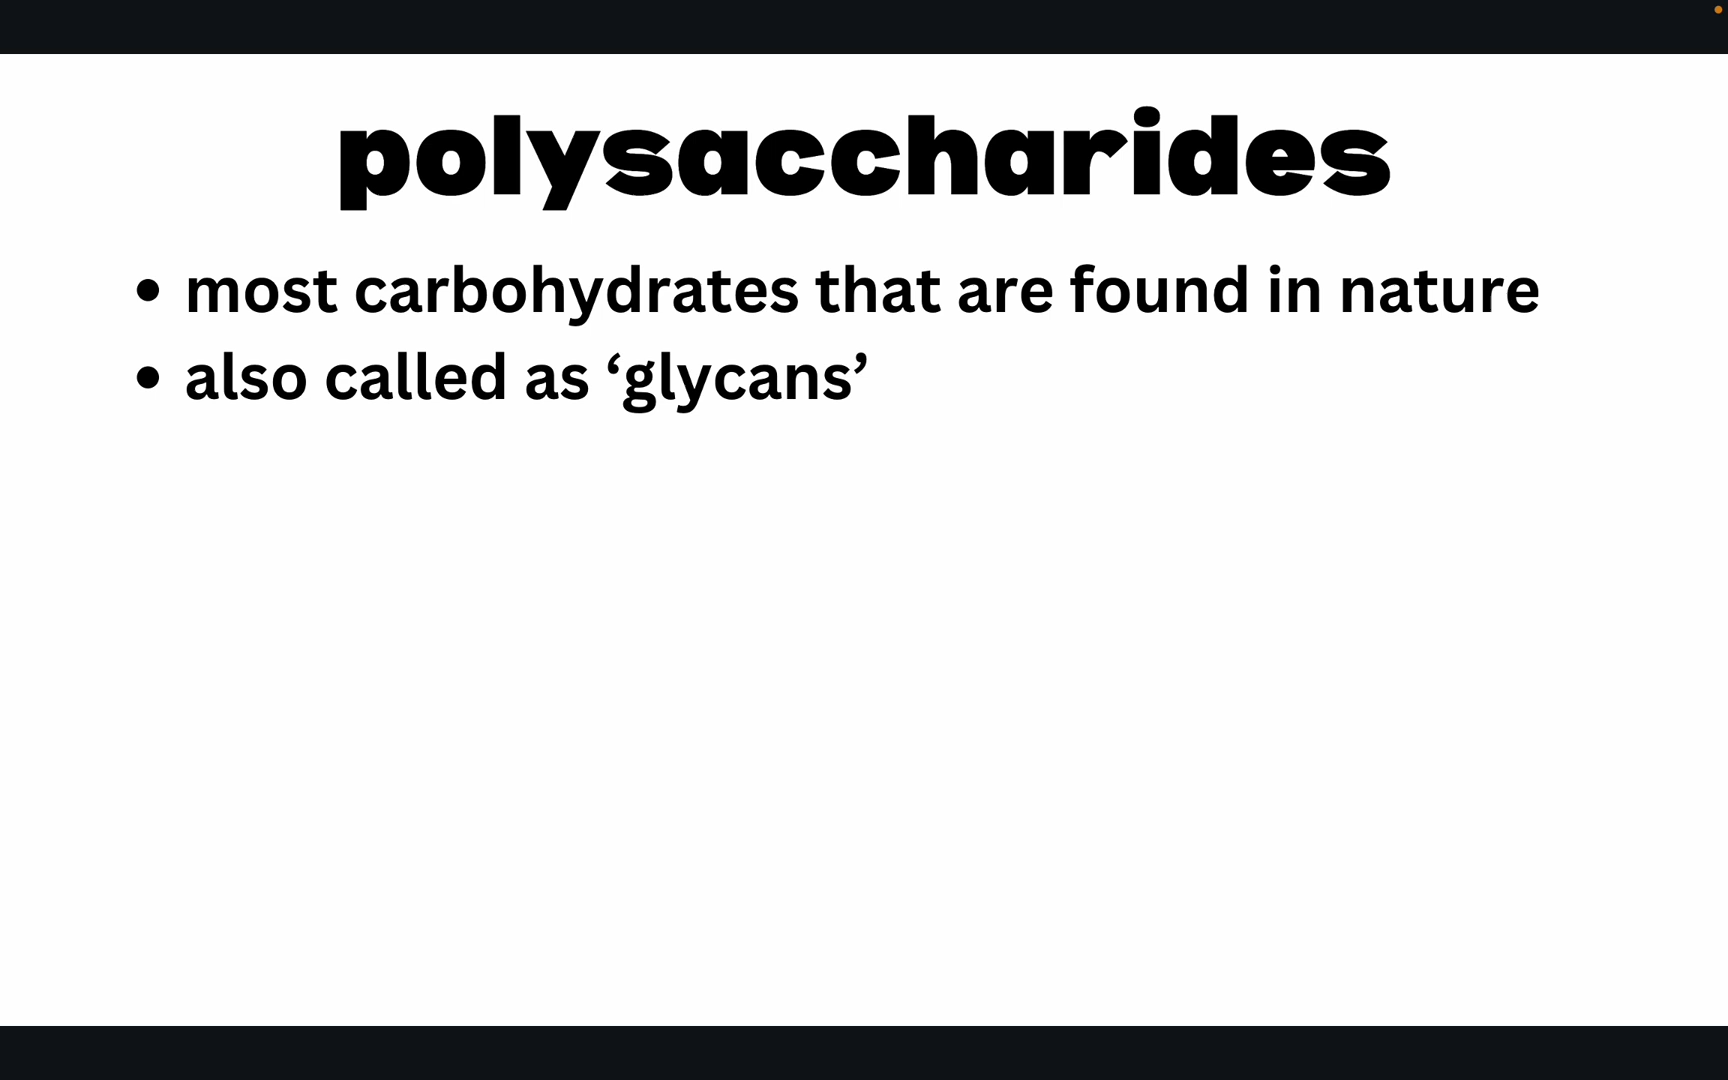 polysaccharides
• most carbohydrates that are found in nature
• also called as ‘glycans’